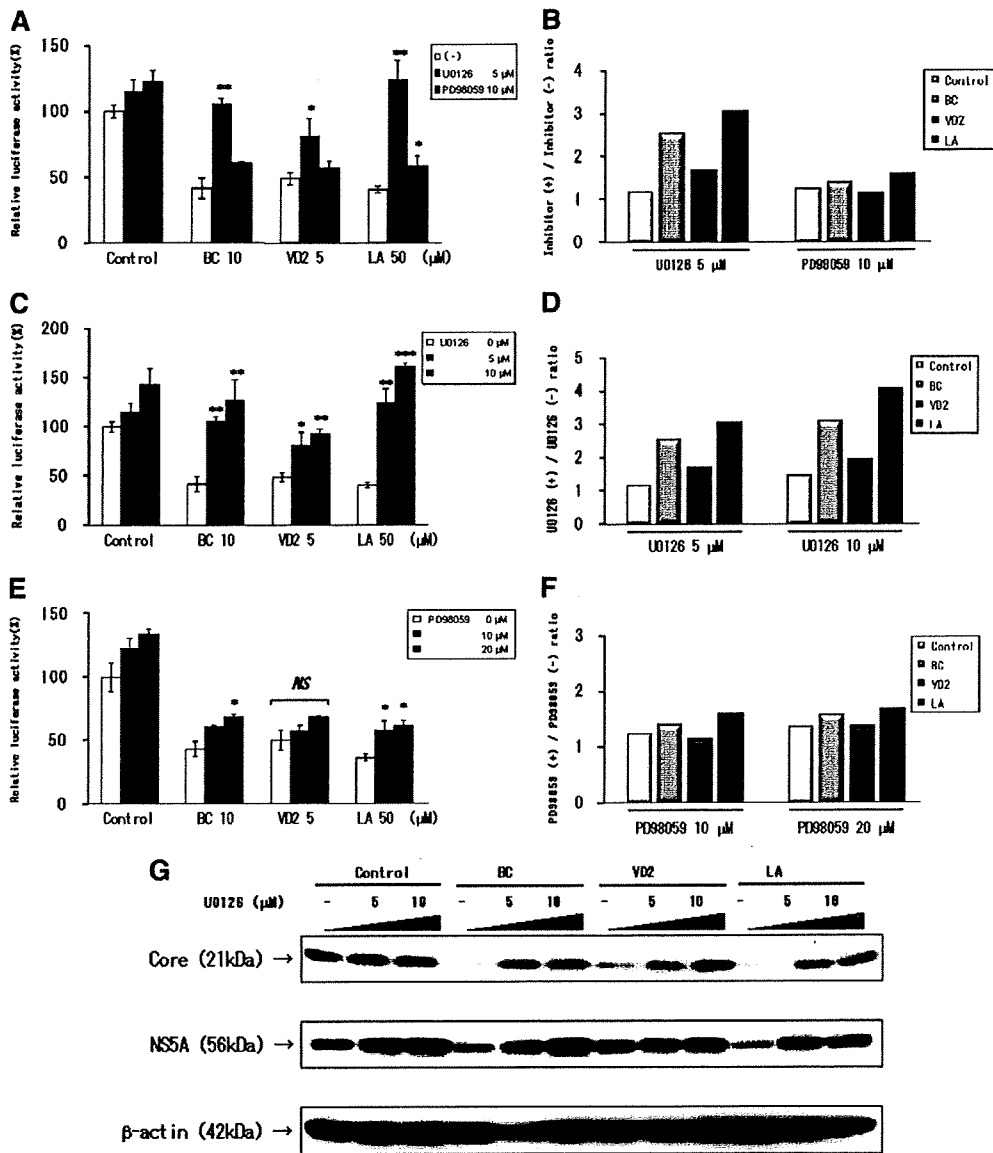 A
Relative luciferase activity(%)
150
100
50
0
**
*
**
*
(-)
U0126 5 μM
PD98059 10 μM
Control BC 10 VD2 5 LA 50 (μM)
B
Inhibitor (+) / Inhibitor (-) ratio
4
3
2
1
0
Control
BC
VD2
LA
U0126 5 μM PD98059 10 μM
C
Relative luciferase activity(%)
200
150
100
50
0
**
**
*
**
**
***
U0126 0 μM
5 μM
10 μM
Control BC 10 VD2 5 LA 50 (μM)
D
U0126 (+) / U0126 (-) ratio
5
4
3
2
1
0
Control
BC
VD2
LA
U0126 5 μM U0126 10 μM
E
Relative luciferase activity(%)
150
100
50
0
*
NS
*
*
PD98059 0 μM
10 μM
20 μM
Control BC 10 VD2 5 LA 50 (μM)
F
PD98059 (+) / PD98059 (-) ratio
3
2
1
0
Control
BC
VD2
LA
PD98059 10 μM PD98059 20 μM
G
Control BC VD2 LA
U0126 (μM) - 5 10 - 5 10 - 5 10 - 5 10
Core (21kDa) →
NS5A (56kDa) →
β-actin (42kDa) →